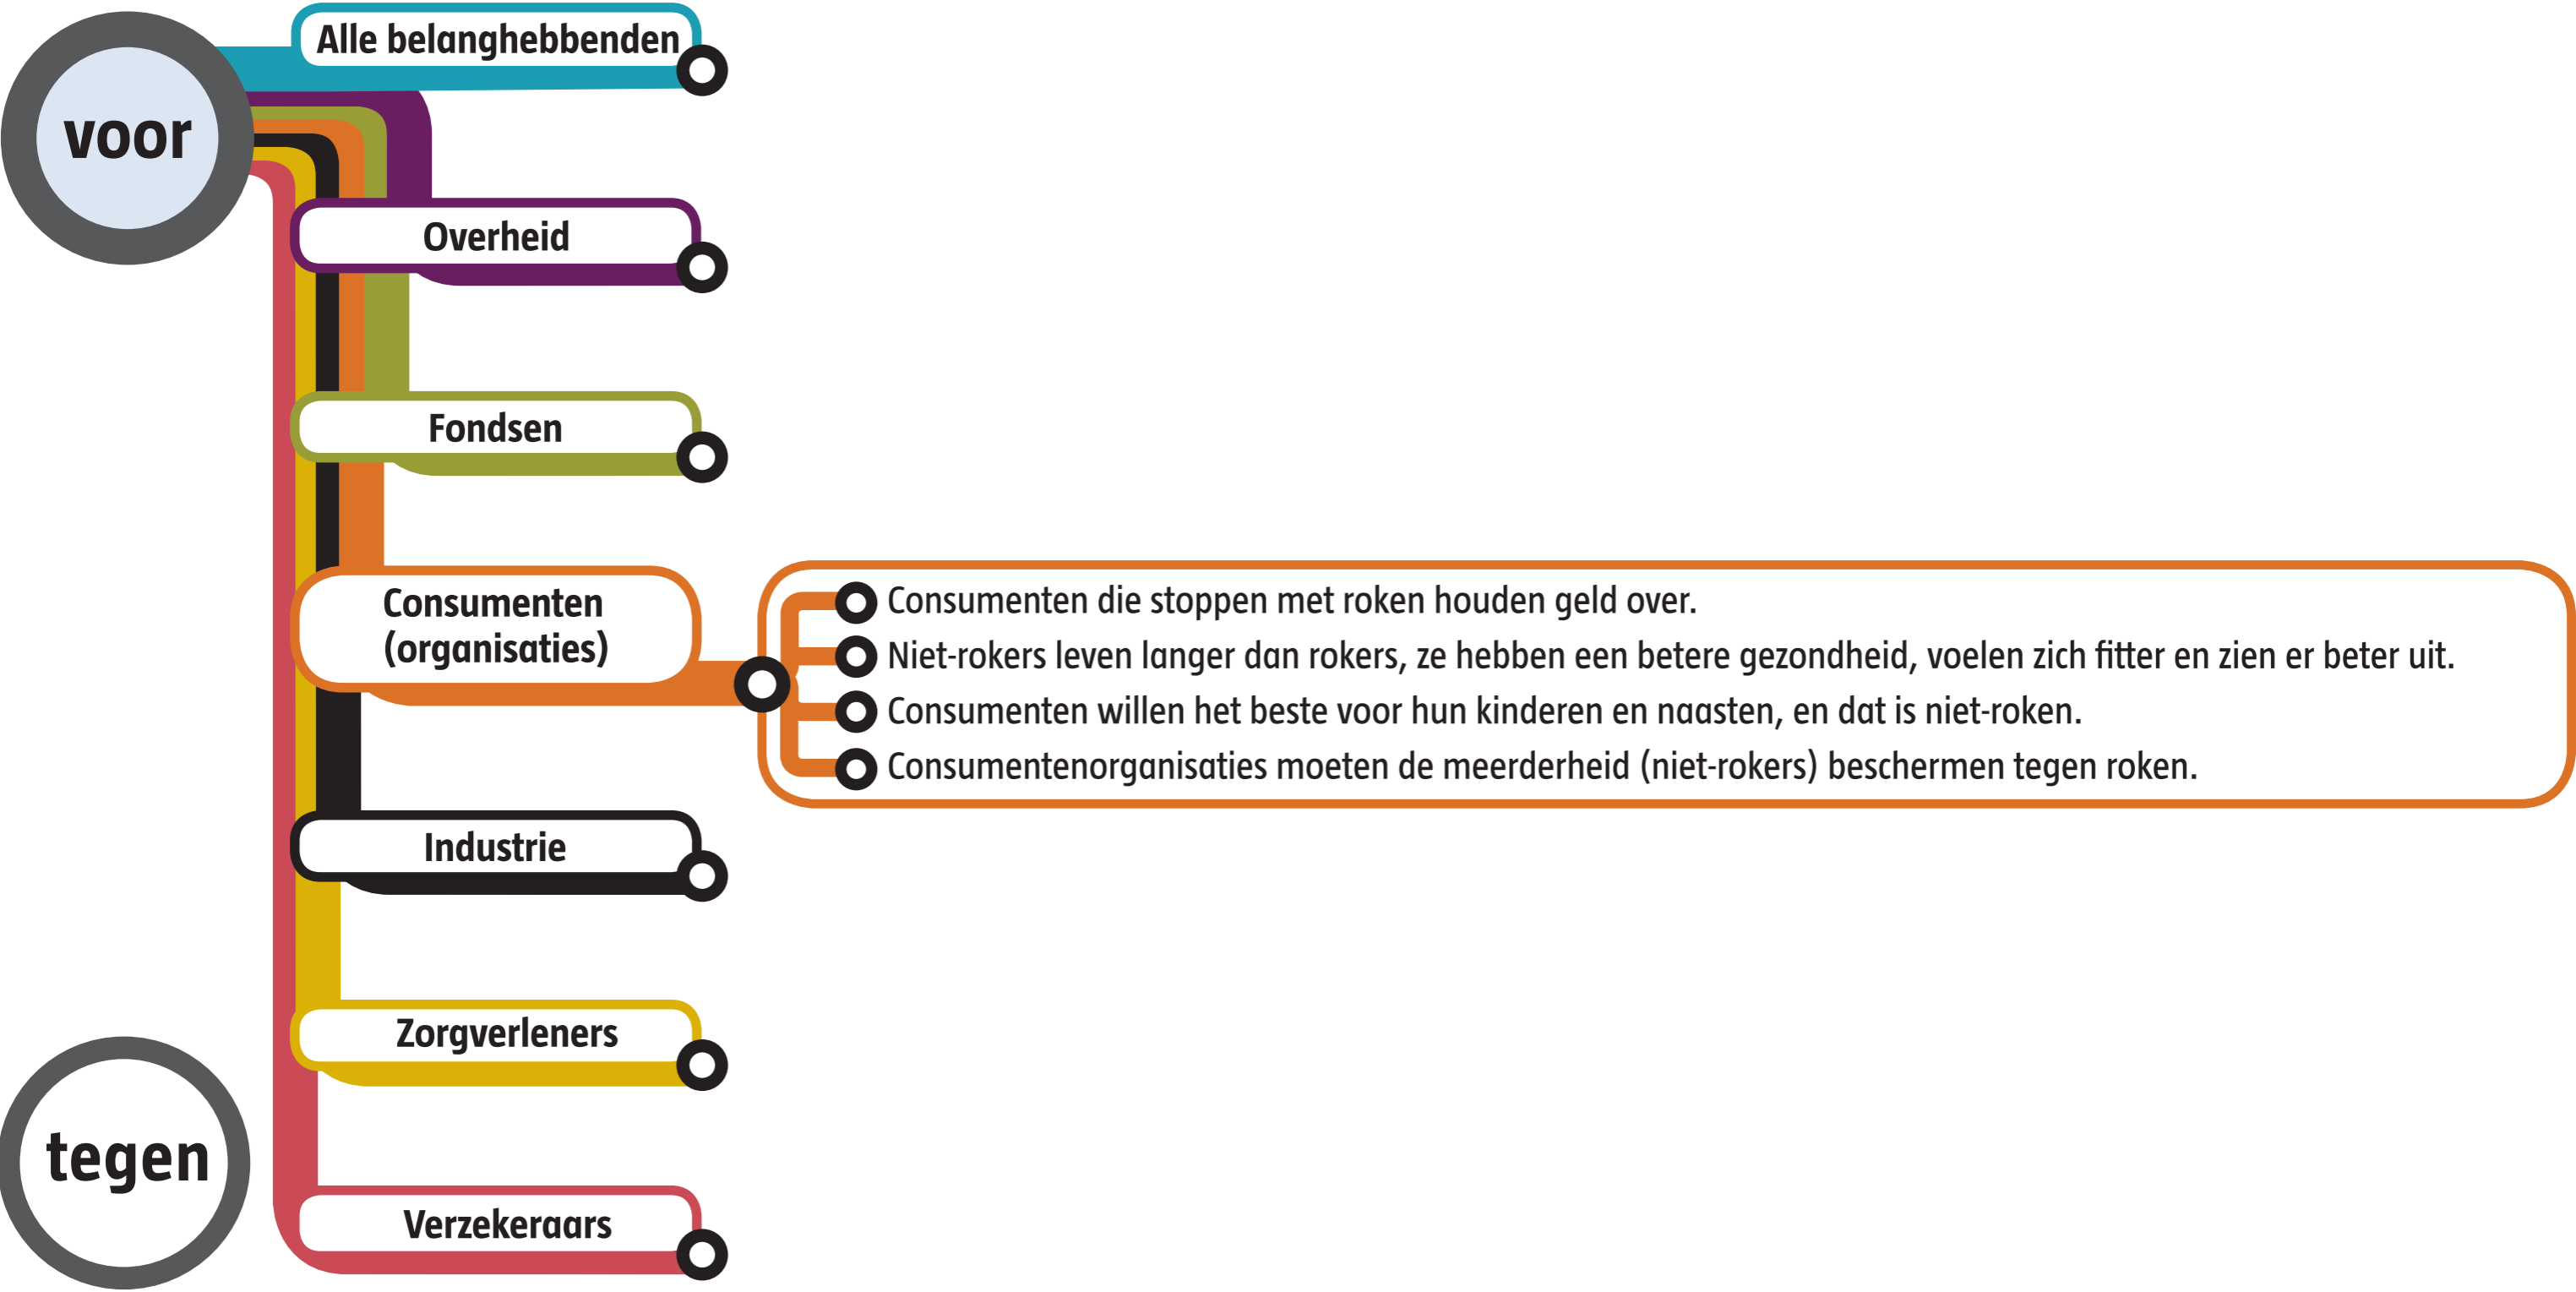 voor
Alle belanghebbenden
Overheid
Fondsen
Consumenten
(organisaties)
Consumenten die stoppen met roken houden geld over.
Niet-rokers leven langer dan rokers, ze hebben een betere gezondheid, voelen zich fitter en zien er beter uit.
Consumenten willen het beste voor hun kinderen en naasten, en dat is niet-roken.
Consumentenorganisaties moeten de meerderheid (niet-rokers) beschermen tegen roken.
Industrie
Zorgverleners
tegen
Verzekeraars